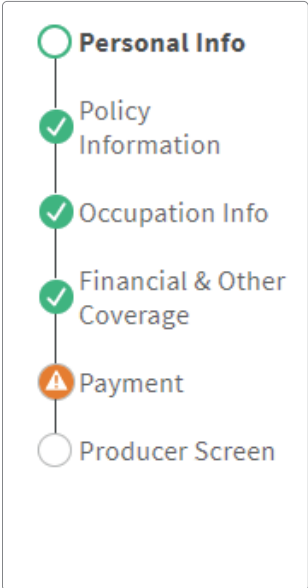 Personal Info
Policy
Information
Occupation Info
Financial & Other
Coverage
Payment
Producer Screen